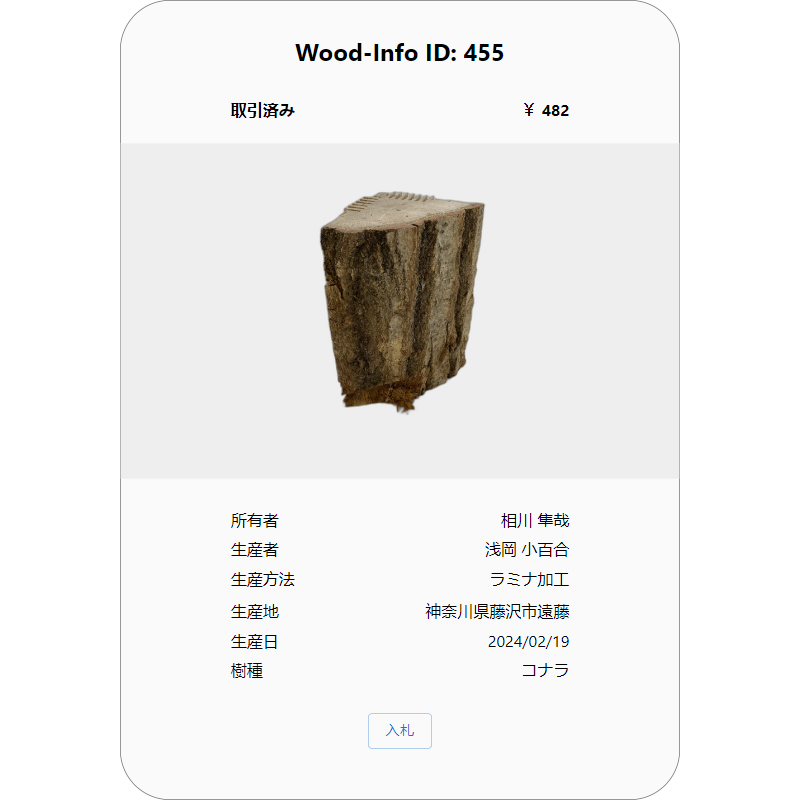 Wood-Info ID: 455
取引済み ￥ 482
所有者 相川 隼哉
生産者 浅岡 小百合
生産方法 ラミナ加工
生産地 神奈川県藤沢市遠藤
生産日 2024/02/19
樹種 コナラ
入札